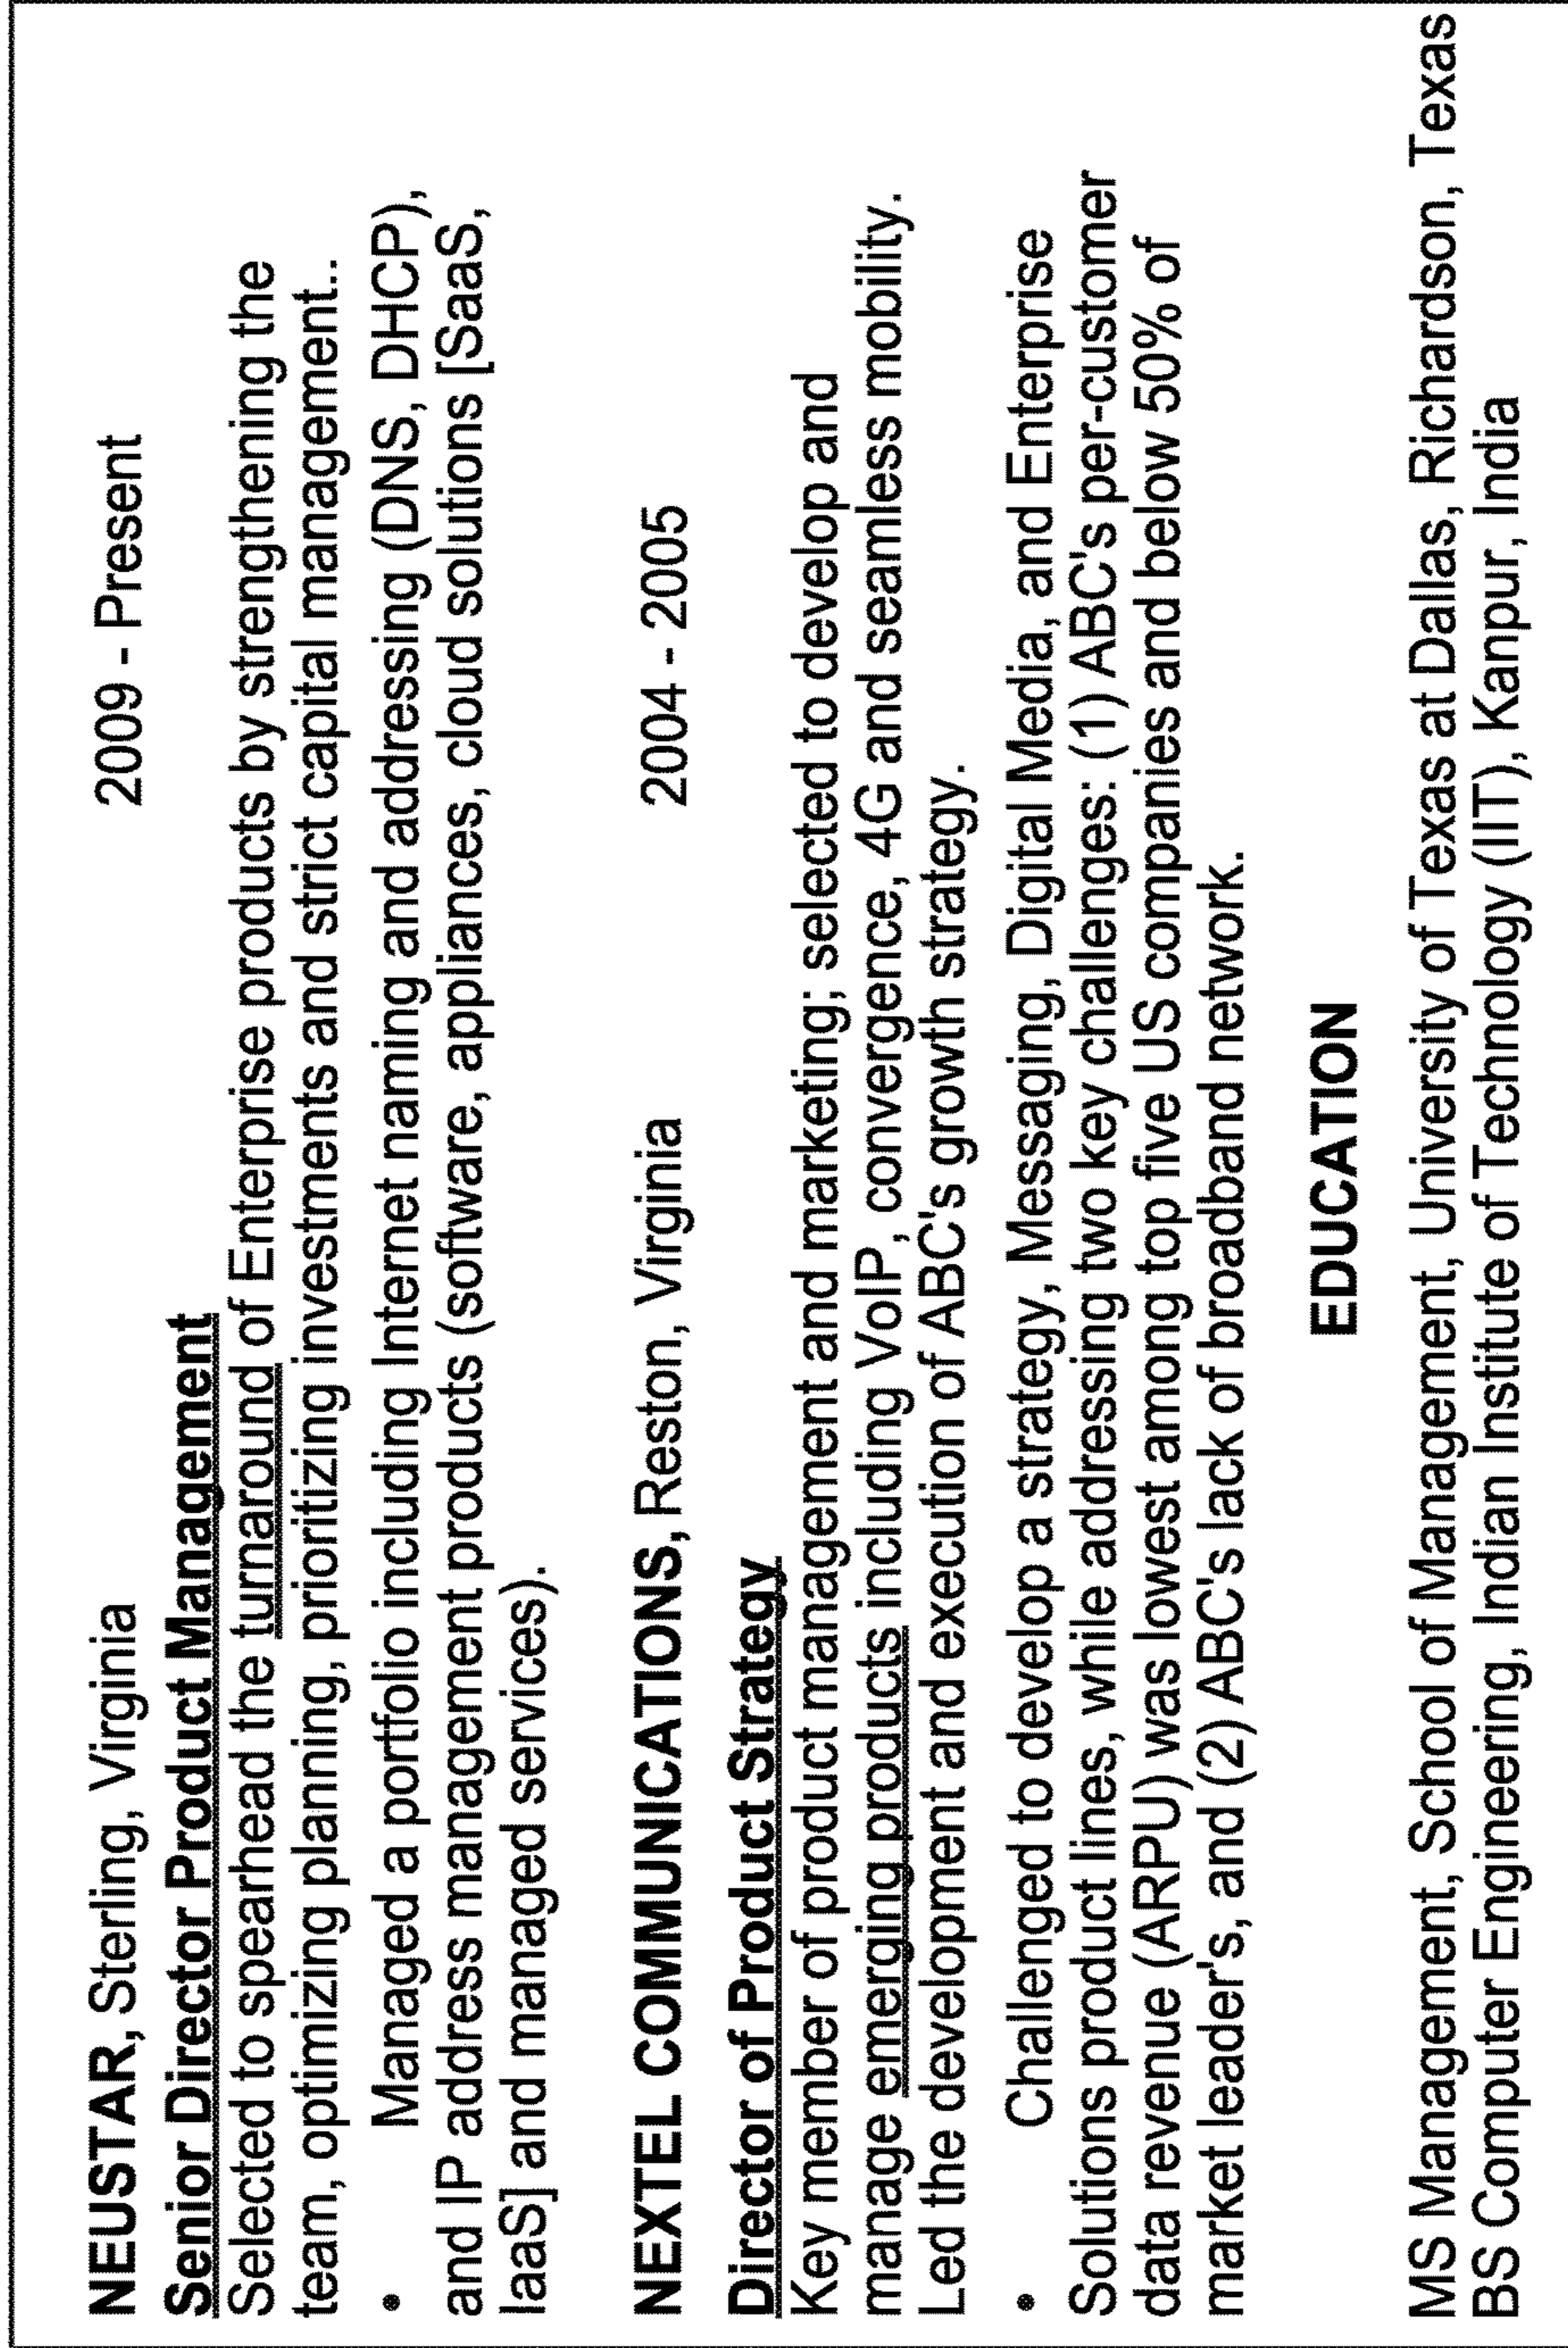 NEUSTAR, Sterling, Virginia 2009 - Present
Senior Director Product Management
Selected to spearhead the turnaround of Enterprise products by strengthening the
team, optimizing planning, prioritizing investments and strict capital management..
• Managed a portfolio including Internet naming and addressing (DNS, DHCP),
and IP address management products (software, appliances, cloud solutions [SaaS,
IaaS] and managed services).
NEXTEL COMMUNICATIONS, Reston, Virginia 2004 - 2005
Director of Product Strategy
Key member of product management and marketing; selected to develop and
manage emerging products including VoIP, convergence, 4G and seamless mobility.
Led the development and execution of ABC's growth strategy.
• Challenged to develop a strategy, Messaging, Digital Media, and Enterprise
Solutions product lines, while addressing two key challenges: (1) ABC's per-customer
data revenue (ARPU) was lowest among top five US companies and below 50% of
market leader's, and (2) ABC's lack of broadband network.
EDUCATION
MS Management, School of Management, University of Texas at Dallas, Richardson, Texas
BS Computer Engineering, Indian Institute of Technology (IIT), Kanpur, India